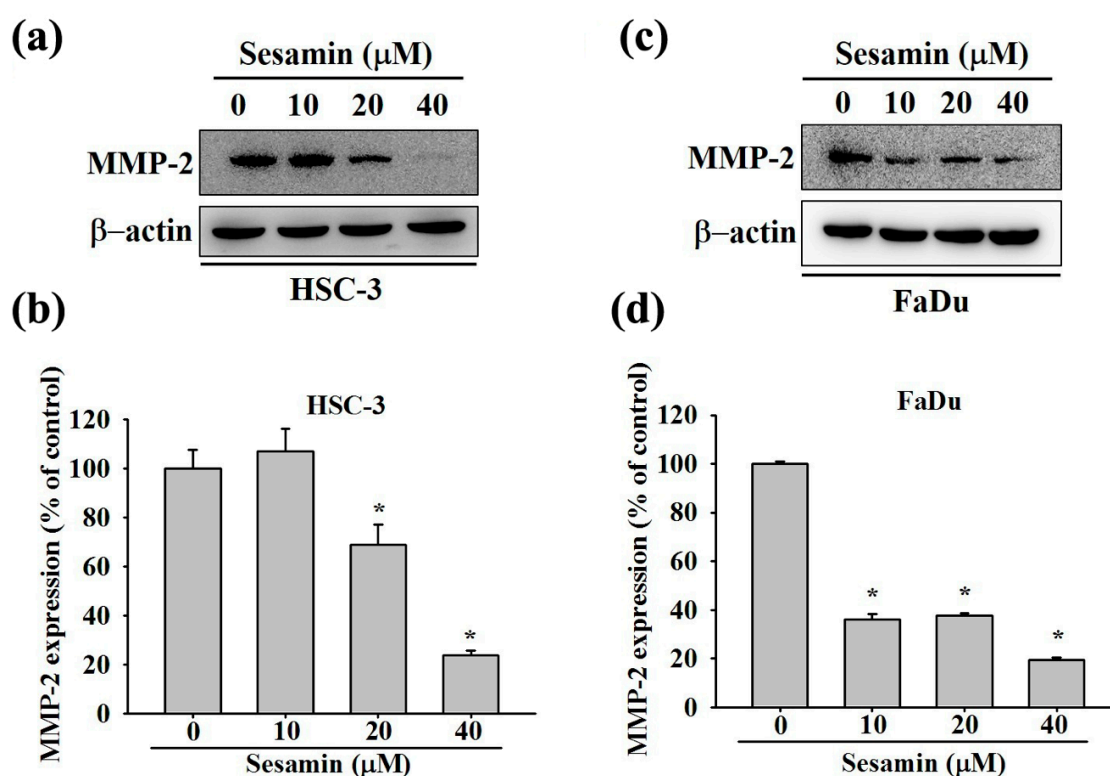 (a)
Sesamin (μM)
0 10 20 40
MMP-2
β–actin
HSC-3
(c)
Sesamin (μM)
0 10 20 40
MMP-2
β–actin
FaDu
(b)
HSC-3
MMP-2 expression (% of control)
120
100
80
60
40
20
0
*
*
0 10 20 40
Sesamin (μM)
(d)
FaDu
MMP-2 expression (% of control)
120
100
80
60
40
20
0
* * *
0 10 20 40
Sesamin (μM)